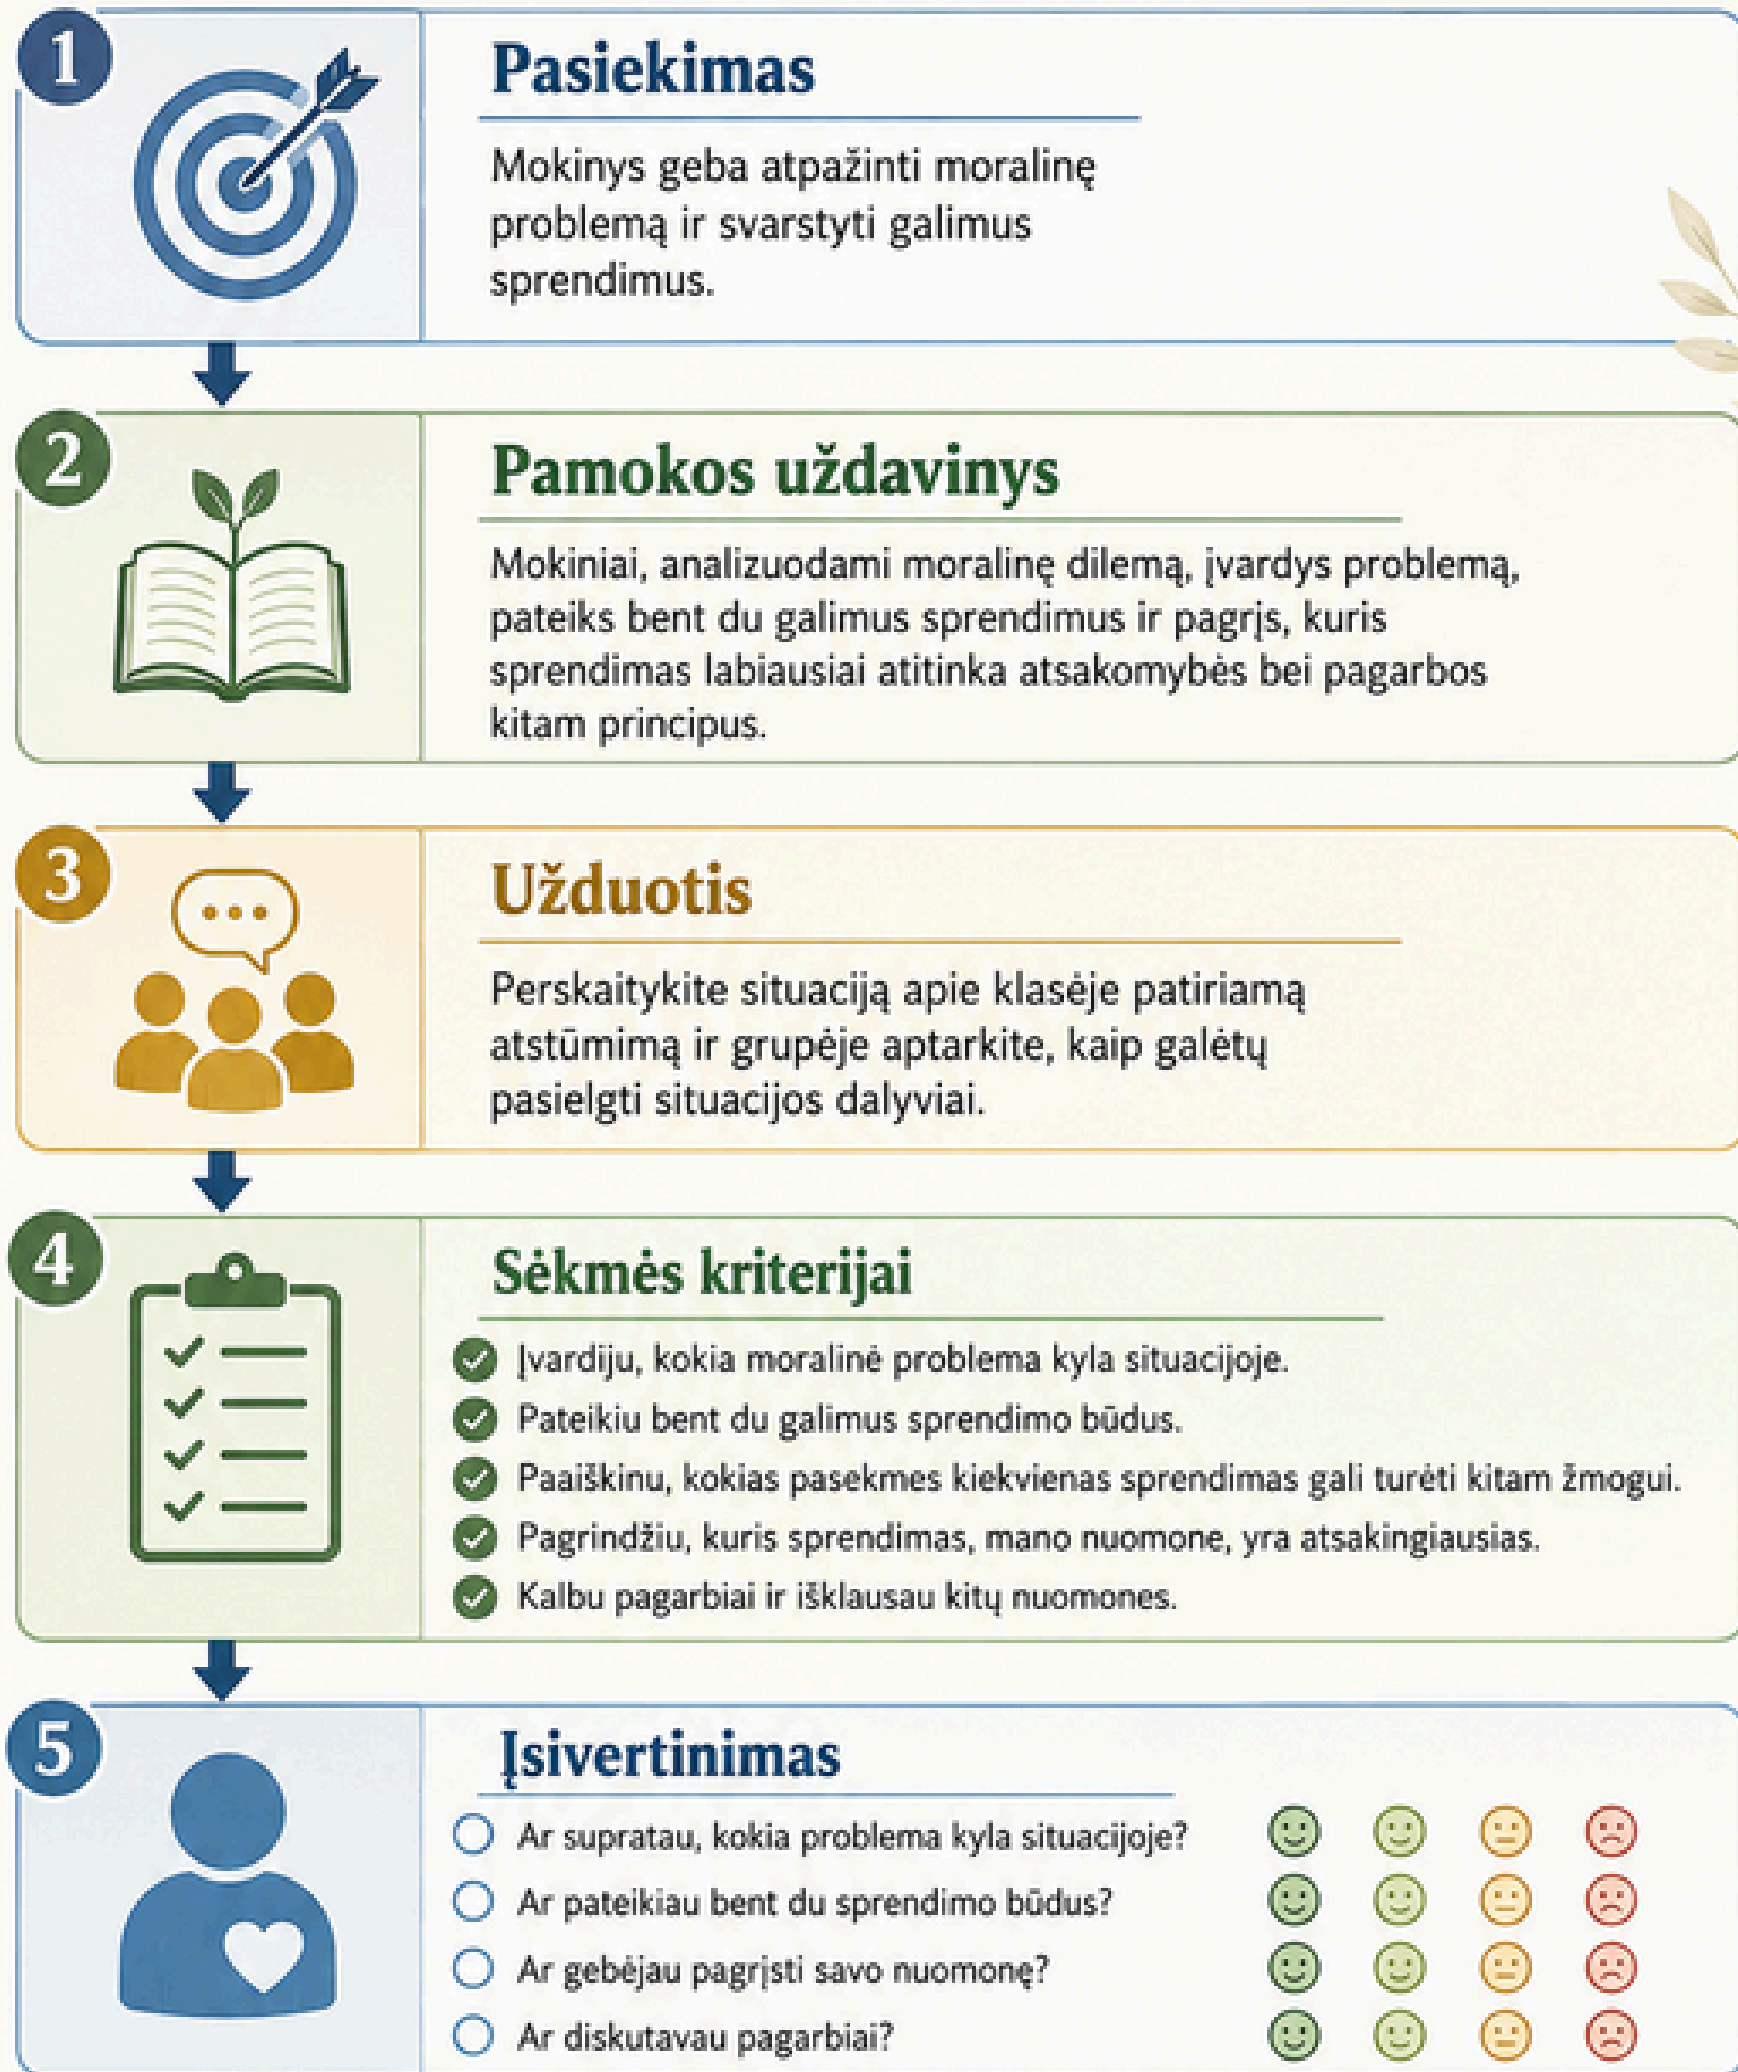 1
Pasiekimas
Mokinys geba atpažinti moralinę
problemą ir svarstyti galimus
sprendimus.
2
Pamokos uždavinys
Mokiniai, analizuodami moralinę dilemą, įvardys problemą,
pateiks bent du galimus sprendimus ir pagrįs, kuris
sprendimas labiausiai atitinka atsakomybės bei pagarbos
kitam principus.
3
Užduotis
Perskaitykite situaciją apie klasėje patiriamą
atstūmimą ir grupėje aptarkite, kaip galėtų
pasielgti situacijos dalyviai.
4
Sėkmės kriterijai
Įvardiju, kokia moralinė problema kyla situacijoje.
Pateikiu bent du galimus sprendimo būdus.
Paaiškinu, kokias pasekmes kiekvienas sprendimas gali turėti kitam žmogui.
Pagrindžiu, kuris sprendimas, mano nuomone, yra atsakingiausias.
Kalbu pagarbiai ir išklausau kitų nuomones.
5
Įsivertinimas
Ar supratau, kokia problema kyla situacijoje?
Ar pateikiau bent du sprendimo būdus?
Ar gebėjau pagrįsti savo nuomonę?
Ar diskutavau pagarbiai?